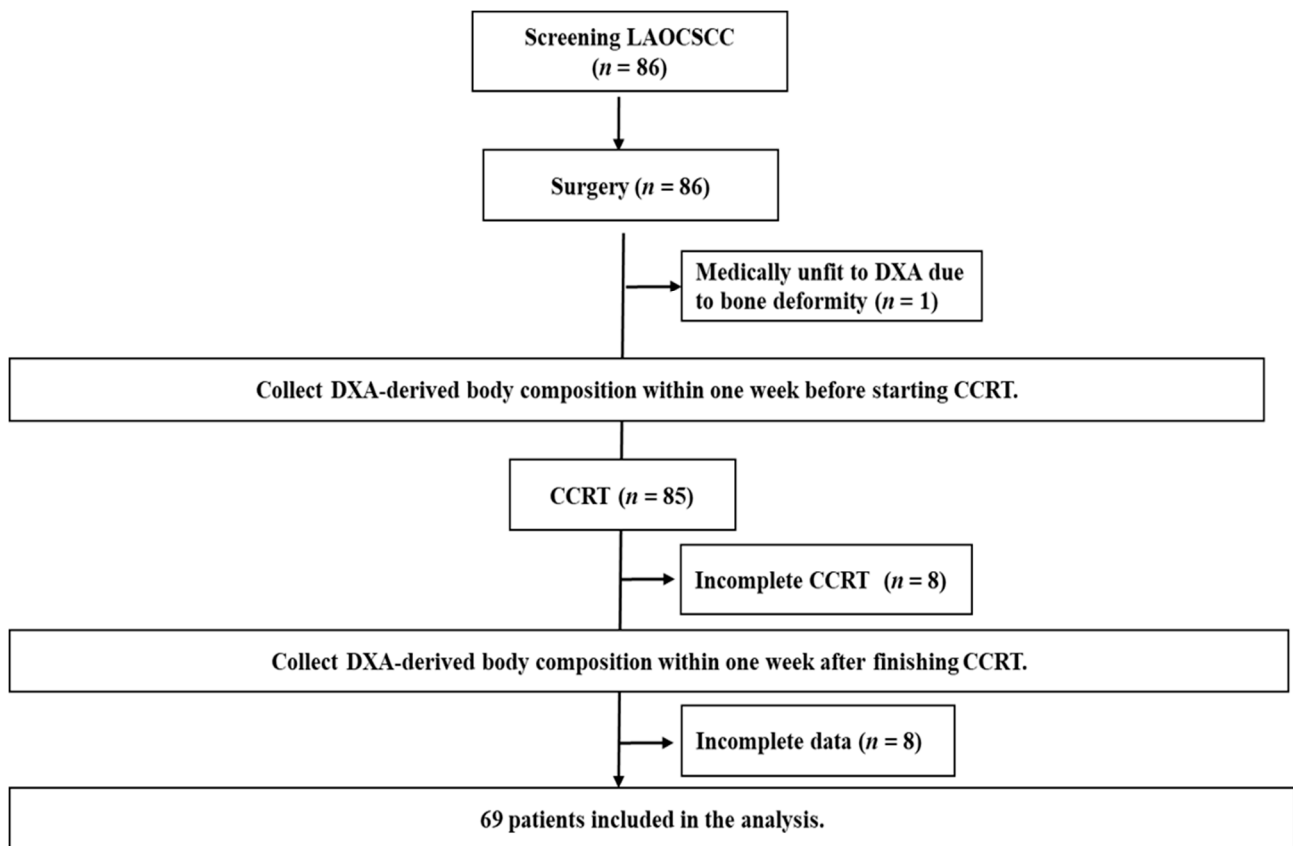 Screening LAOCSCC
(n = 86)
Surgery (n = 86)
Medically unfit to DXA due
to bone deformity (n = 1)
Collect DXA-derived body composition within one week before starting CCRT.
CCRT (n = 85)
Incomplete CCRT (n = 8)
Collect DXA-derived body composition within one week after finishing CCRT.
Incomplete data (n = 8)
69 patients included in the analysis.